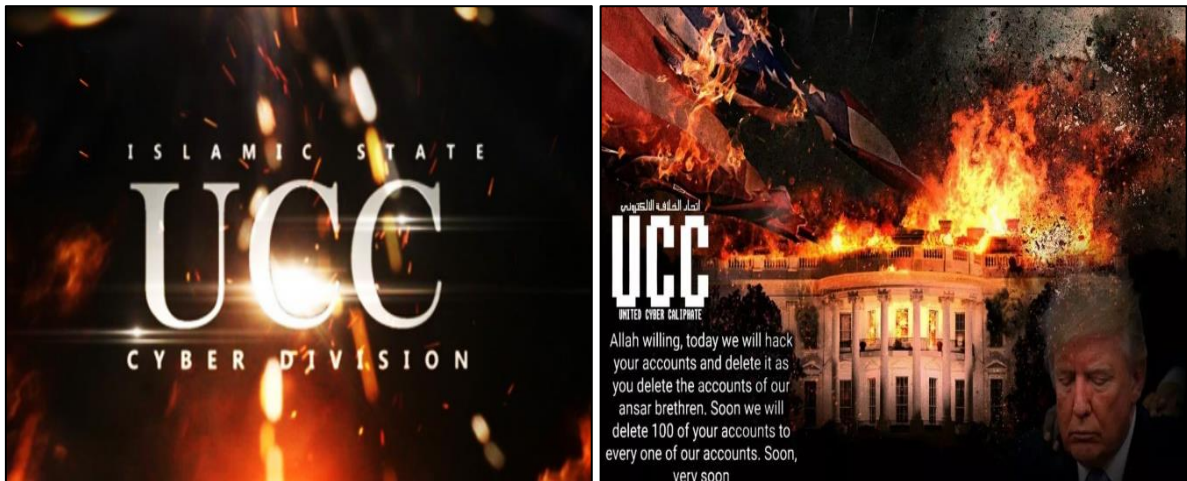 ISLAMIC STATE
UCC
CYBER DIVISION
اتحاد الخلافة الالكتروني
UCC
UNITED CYBER CALIPHATE
Allah willing, today we will hack
your accounts and delete it as
you delete the accounts of our
ansar brethren. Soon we will
delete 100 of your accounts to
every one of our accounts. Soon,
very soon